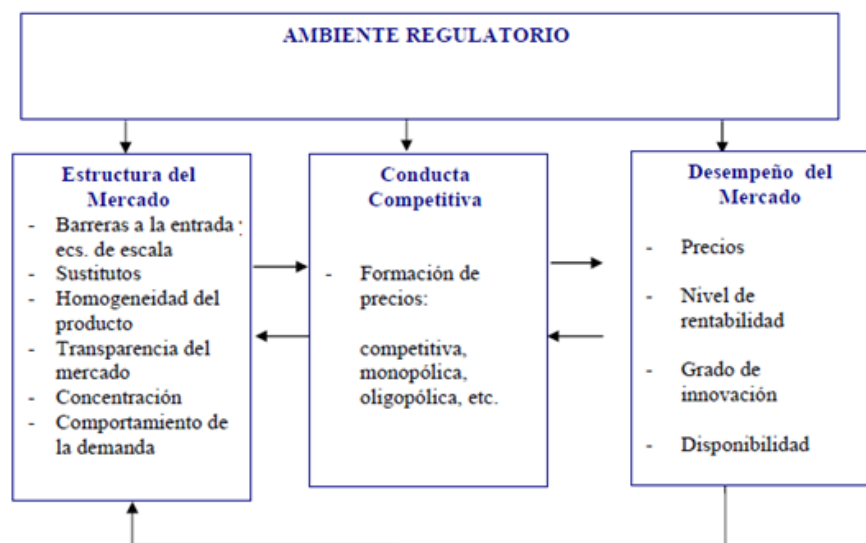 AMBIENTE REGULATORIO
Estructura del
Mercado
- Barreras a la entrada :
ecs. de escala
- Sustitutos
- Homogeneidad del
producto
- Transparencia del
mercado
- Concentración
- Comportamiento de
la demanda
Conducta
Competitiva
- Formación de
precios:
competitiva,
monopólica,
oligopólica, etc.
Desempeño del
Mercado
- Precios
- Nivel de
rentabilidad
- Grado de
innovación
- Disponibilidad